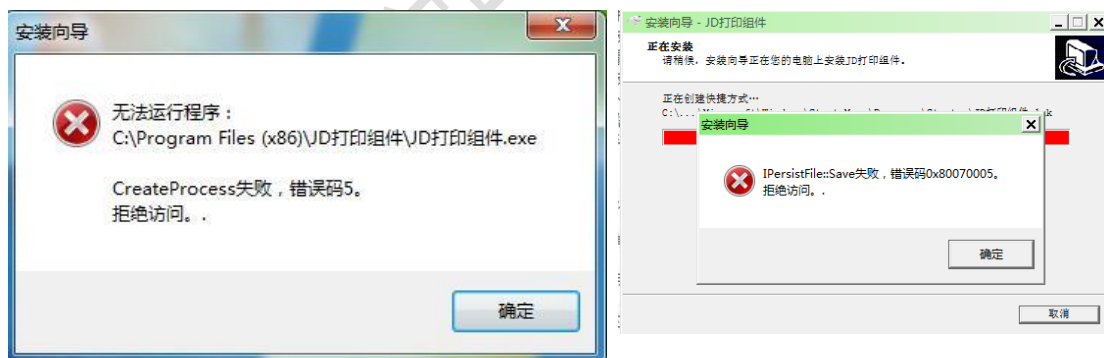 安装向导
无法运行程序：
C:\Program Files (x86)\JD打印组件\JD打印组件.exe
CreateProcess失败，错误码5。
拒绝访问。.
确定
安装向导 - JD打印组件
正在安装
请稍候，安装向导正在您的电脑上安装JD打印组件。
正在创建快捷方式…
安装向导
IPersistFile::Save失败，错误码0x80070005。
拒绝访问。.
确定
取消